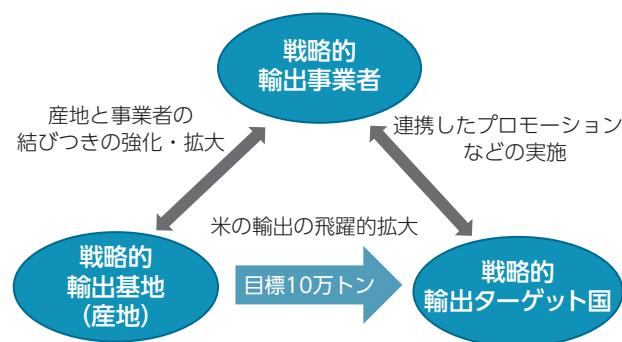 戦略的
輸出事業者
産地と事業者の
結びつきの強化・拡大
連携したプロモーション
などの実施
米の輸出の飛躍的拡大
戦略的
輸出基地
(産地)
目標10万トン
戦略的
輸出ターゲット国